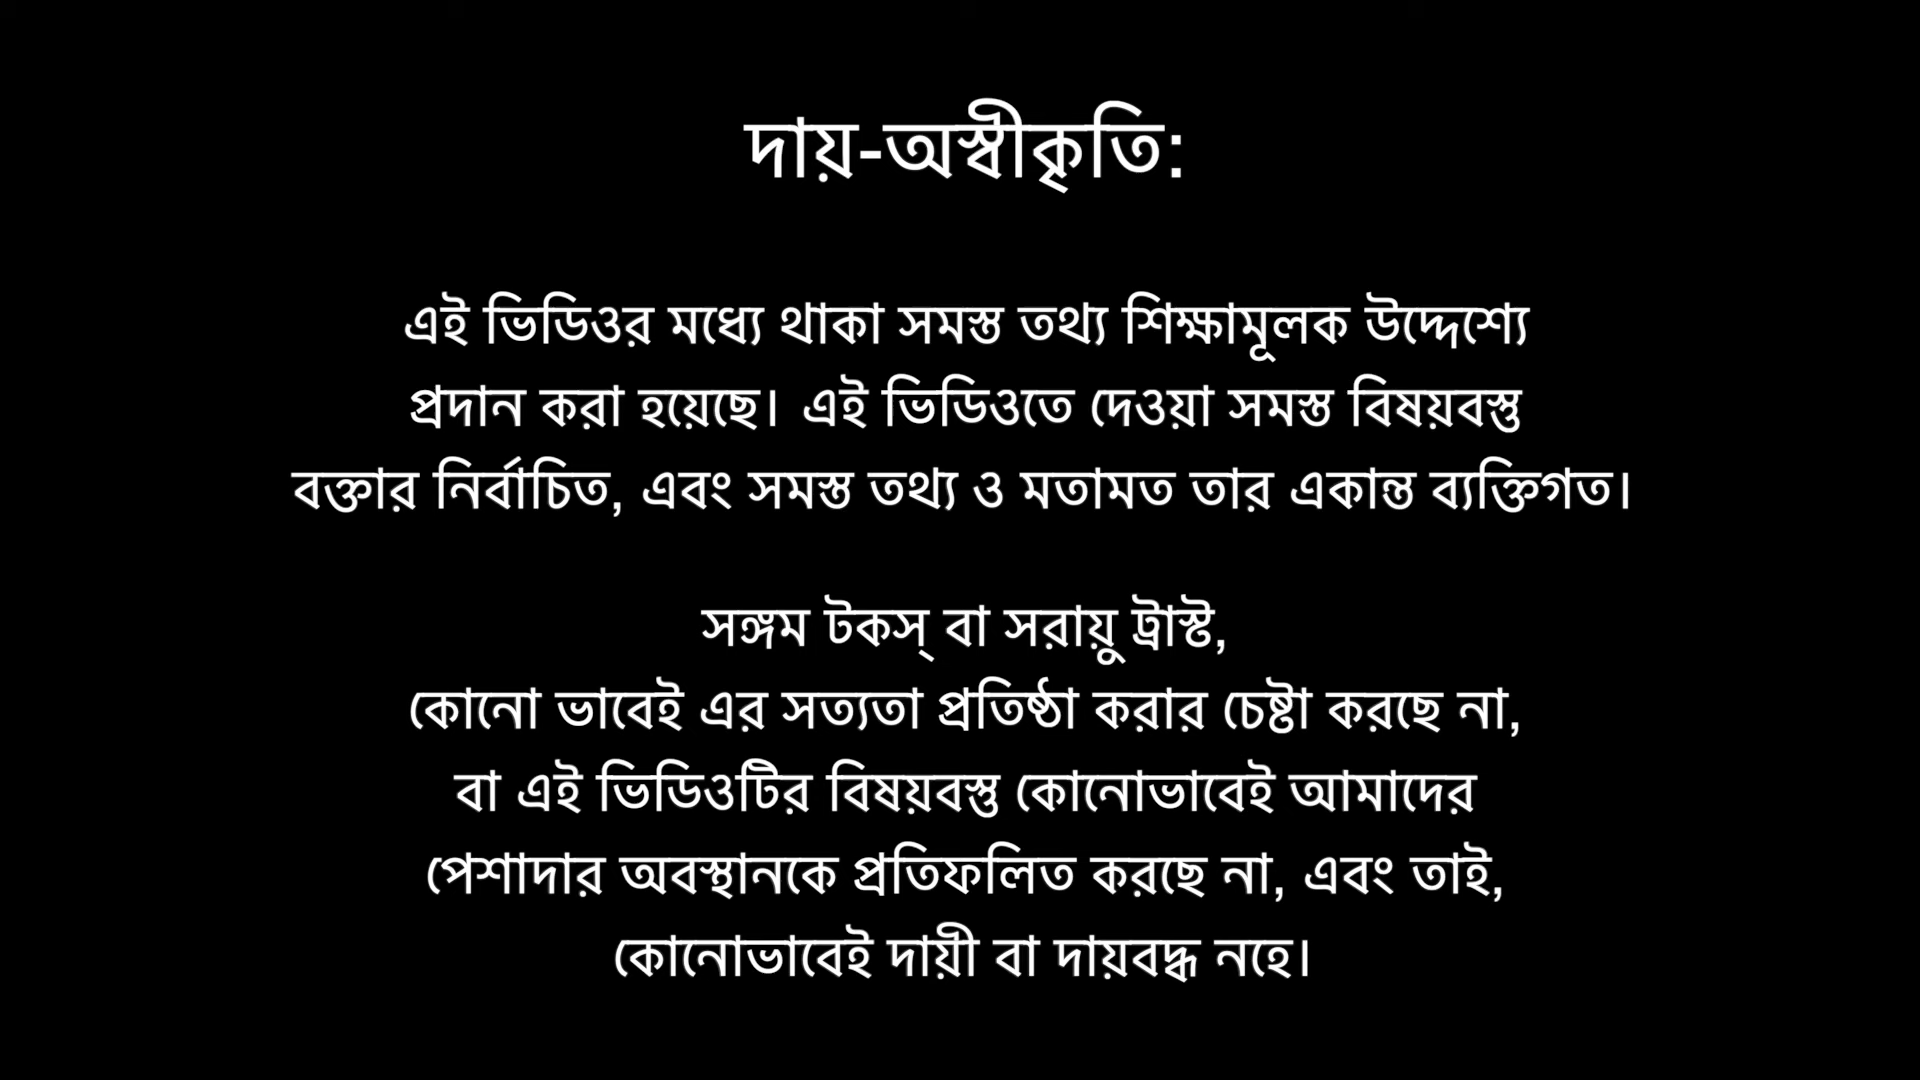 দায়-অস্বীকৃতি:
এই ভিডিওর মধ্যে থাকা সমস্ত তথ্য শিক্ষামূলক উদ্দেশ্যে
প্রদান করা হয়েছে। এই ভিডিওতে দেওয়া সমস্ত বিষয়বস্তু
বক্তার নির্বাচিত, এবং সমস্ত তথ্য ও মতামত তার একান্ত ব্যক্তিগত।
সঙ্গম টকস্ বা সরায়ু ট্রাস্ট,
কোনো ভাবেই এর সত্যতা প্রতিষ্ঠা করার চেষ্টা করছে না,
বা এই ভিডিওটির বিষয়বস্তু কোনোভাবেই আমাদের
পেশাদার অবস্থানকে প্রতিফলিত করছে না, এবং তাই,
কোনোভাবেই দায়ী বা দায়বদ্ধ নহে।